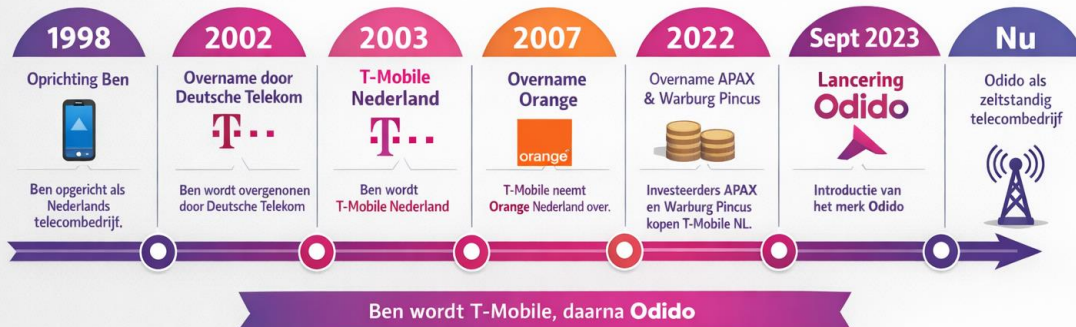 1998
Oprichting Ben
Ben opgericht als
Nederlands
telecombedrijf.
2002
Overname door
Deutsche Telekom
T
Ben wordt overgenonen
door Deutsche Telekom
2003
T-Mobile
Nederland
T
Ben wordt
T-Mobile Nederland
2007
Overname
Orange
orange
T-Mobile neemt
Orange Nederland over.
2022
Overname APAX
& Warburg Pincus
Investeerders APAX
en Warburg Pincus
kopen T-Mobile NL.
Sept 2023
Lancering
Odido
Introductie van
het merk Odido
Nu
Odido als
zeltstandig
telecombedrijf
Ben wordt T-Mobile, daarna Odido